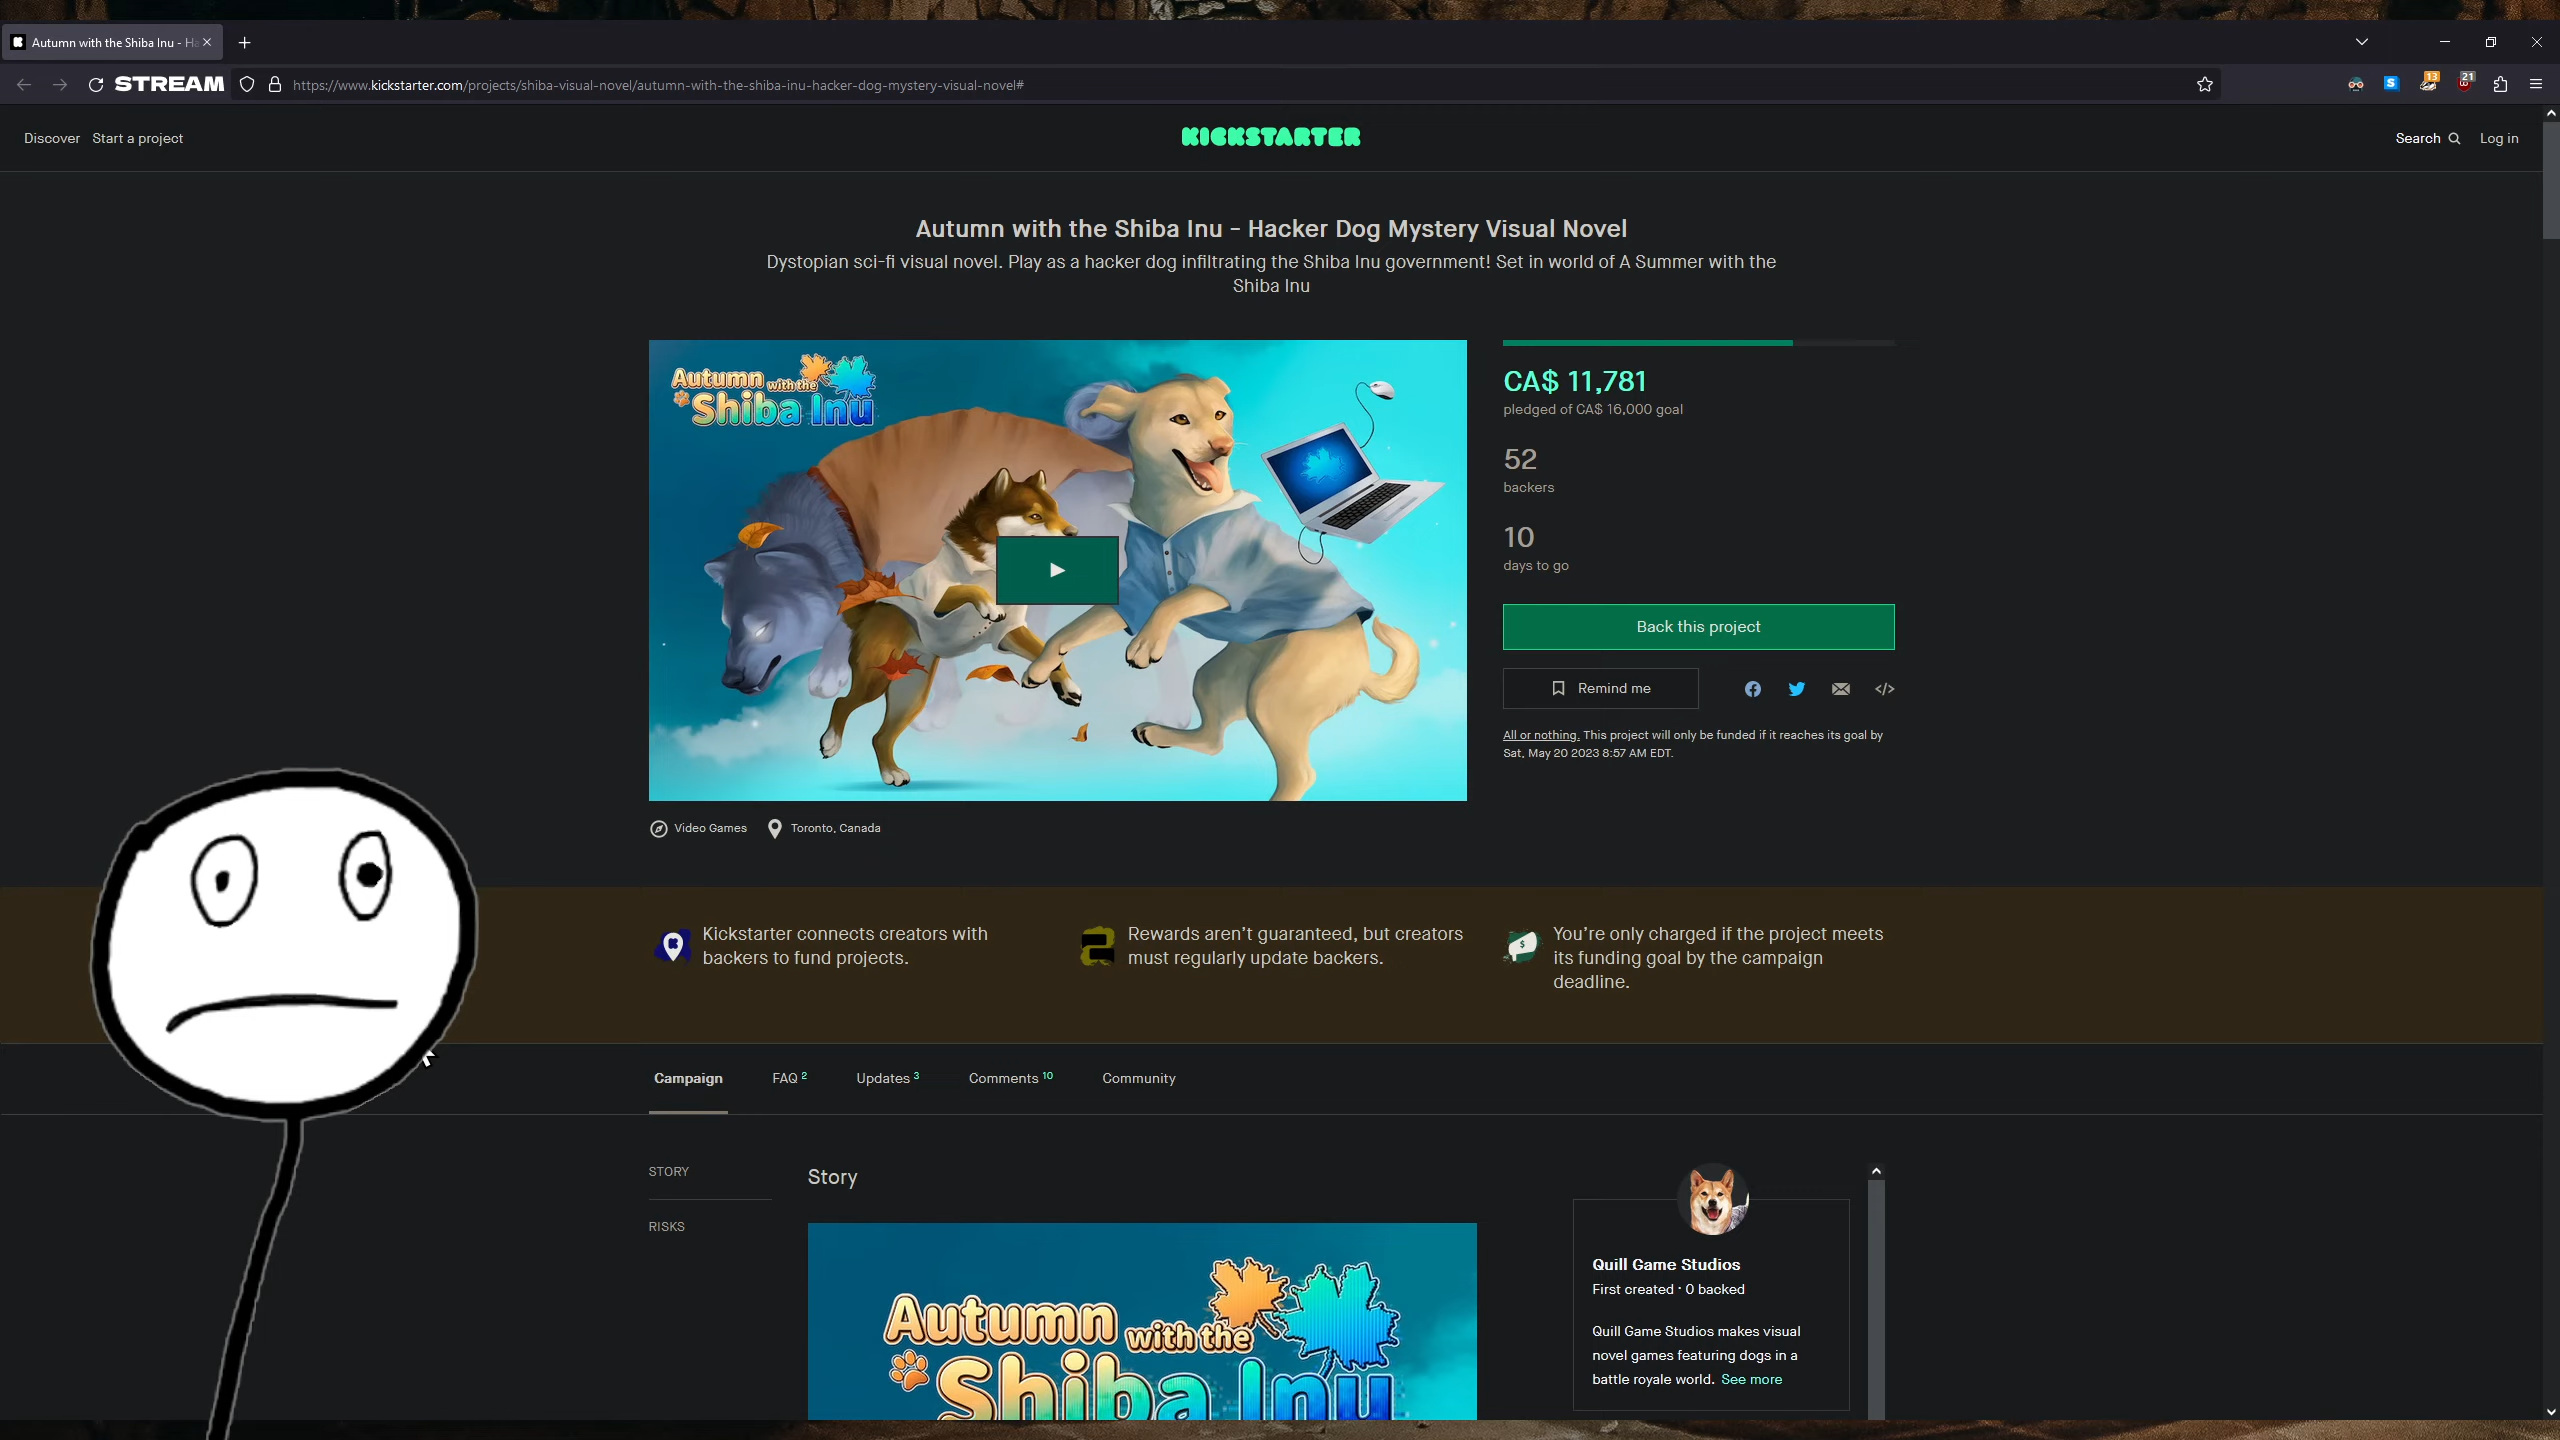 Autumn with the Shiba Inu - Ha
STREAM
https://www.kickstarter.com/projects/shiba-visual-novel/autumn-with-the-shiba-inu-hacker-dog-mystery-visual-novel#
S
13
21
Discover
Start a project
KICKSTARTER
Search
Log in
Autumn with the Shiba Inu - Hacker Dog Mystery Visual Novel
Dystopian sci-fi visual novel. Play as a hacker dog infiltrating the Shiba Inu government! Set in world of A Summer with the
Shiba Inu
Autumn with the
Shiba Inu
CA$ 11,781
pledged of CA$ 16,000 goal
52
backers
10
days to go
Back this project
Remind me
All or nothing. This project will only be funded if it reaches its goal by
Sat, May 20 2023 8:57 AM EDT.
Video Games
Toronto, Canada
Kickstarter connects creators with
backers to fund projects.
Rewards aren't guaranteed, but creators
must regularly update backers.
You're only charged if the project meets
its funding goal by the campaign
deadline.
Campaign
FAQ 2
Updates 3
Comments 10
Community
STORY
RISKS
Story
Autumn with the
Shiba Inu
Quill Game Studios
First created · 0 backed
Quill Game Studios makes visual
novel games featuring dogs in a
battle royale world. See more